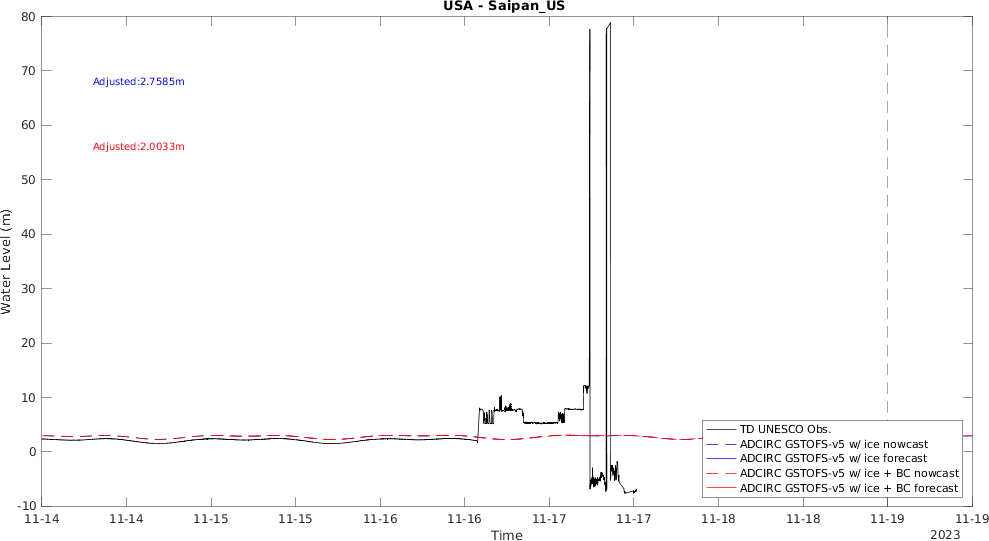 USA - Saipan_US
80
70
60
50
40
30
20
10
0
-10
Water Level (m)
Adjusted:2.7585m
Adjusted:2.0033m
TD UNESCO Obs.
ADCIRC GSTOFS-v5 w/ ice nowcast
ADCIRC GSTOFS-v5 w/ ice forecast
ADCIRC GSTOFS-v5 w/ ice + BC nowcast
ADCIRC GSTOFS-v5 w/ ice + BC forecast
11-14 11-14 11-15 11-15 11-16 11-16 11-17 11-17 11-18 11-18 11-19 11-19
Time
2023